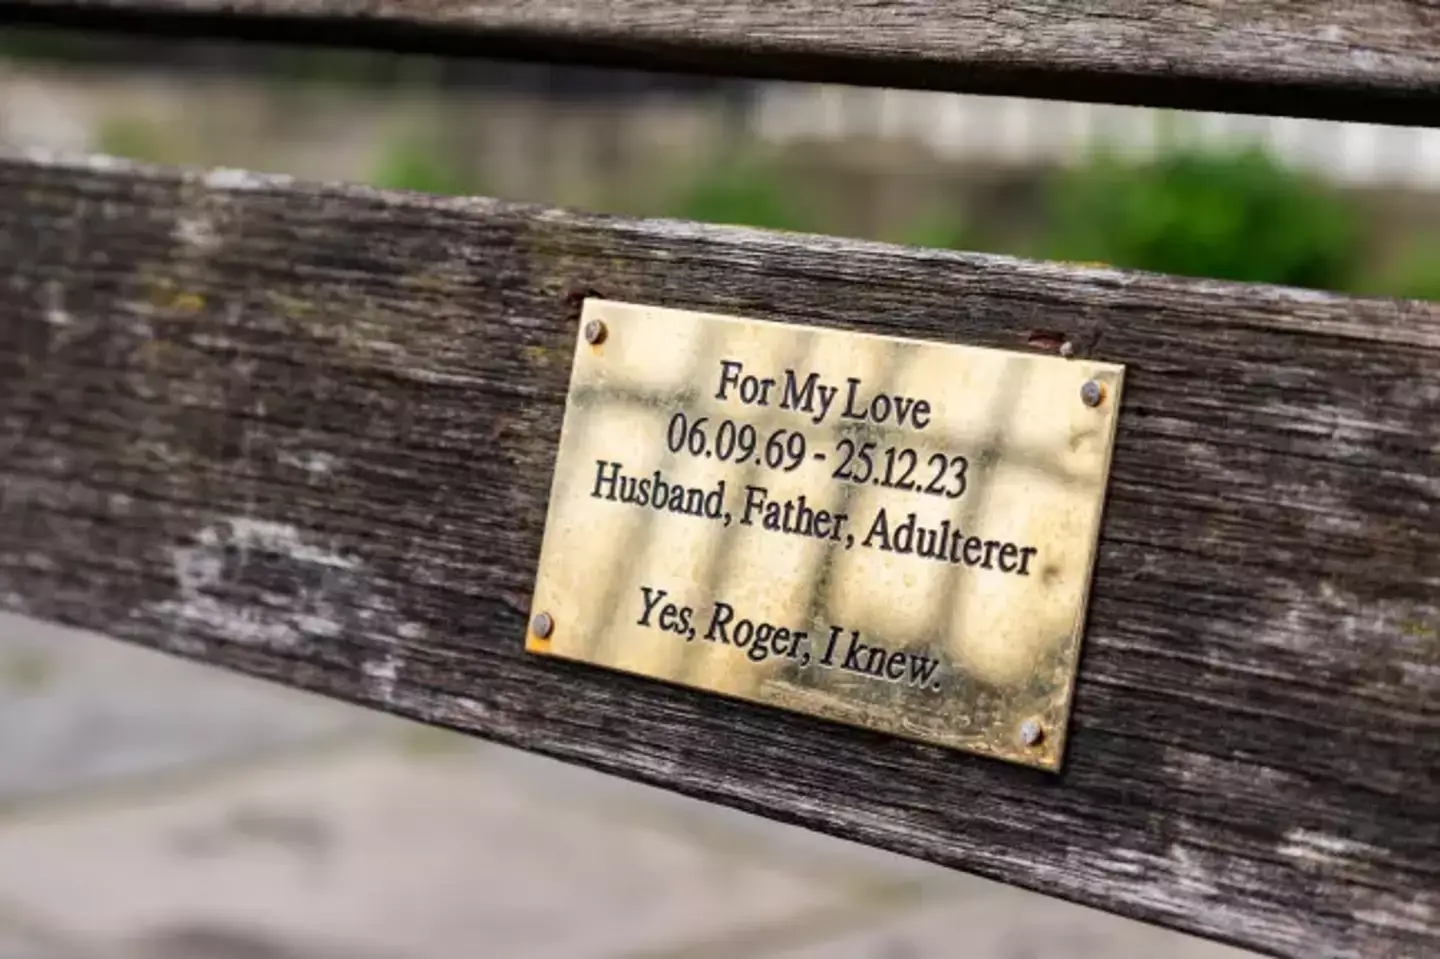 For My Love
06.09.69 - 25.12.23
Husband, Father, Adulterer
Yes, Roger, I knew.